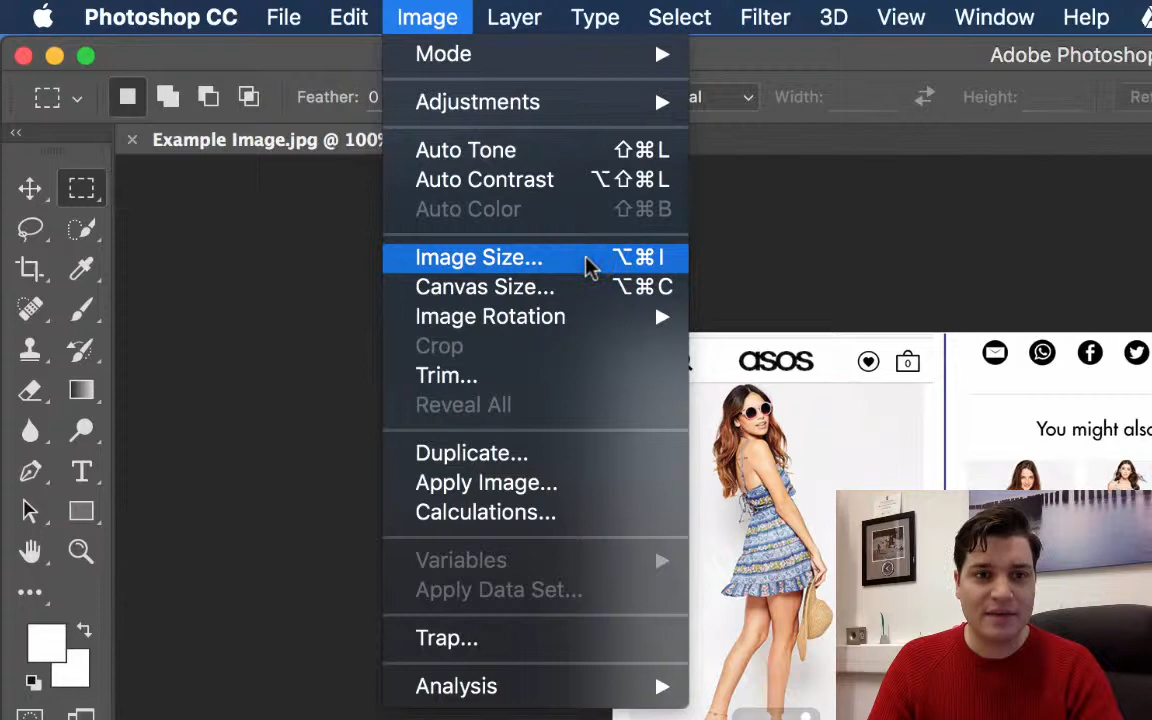 Photoshop CC File Edit Image Layer Type Select Filter 3D View Window Help
Adobe Photoshop
Feather: 0
Width:
Height:
Example Image.jpg @ 100%
Mode
Adjustments
Auto Tone ⇧⌘L
Auto Contrast ⌥⇧⌘L
Auto Color ⇧⌘B
Image Size... ⌥⌘I
Canvas Size... ⌥⌘C
Image Rotation
Crop
Trim...
Reveal All
Duplicate...
Apply Image...
Calculations...
Variables
Apply Data Set...
Trap...
Analysis
asos
0
You might also